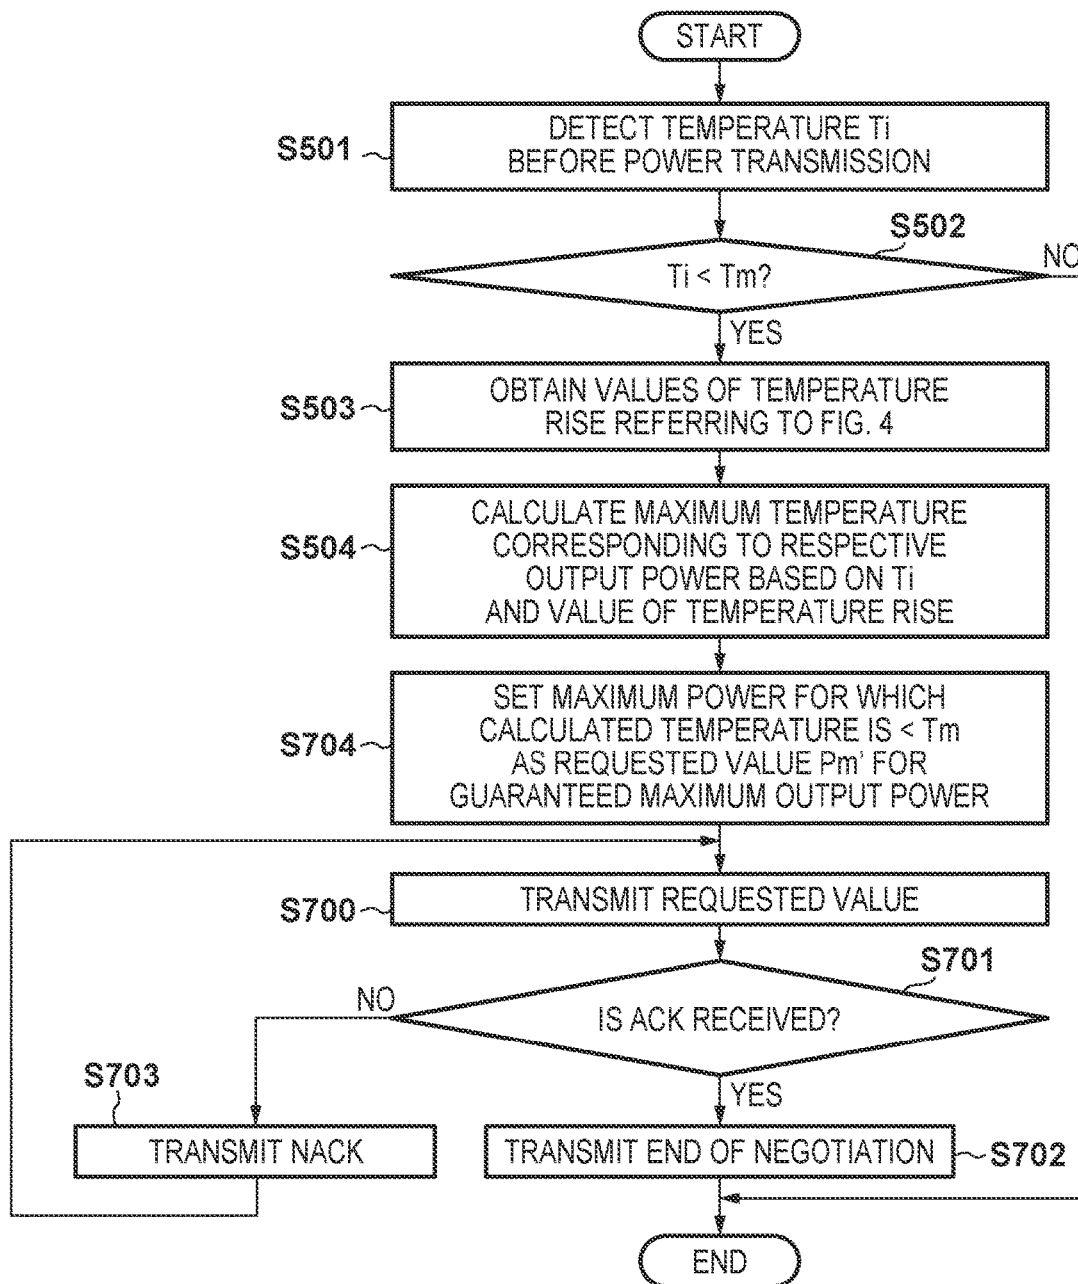 START
S501
DETECT TEMPERATURE Ti
BEFORE POWER TRANSMISSION
S502
Ti < Tm?
NO
YES
S503
OBTAIN VALUES OF TEMPERATURE
RISE REFERRING TO FIG. 4
S504
CALCULATE MAXIMUM TEMPERATURE
CORRESPONDING TO RESPECTIVE
OUTPUT POWER BASED ON Ti
AND VALUE OF TEMPERATURE RISE
S704
SET MAXIMUM POWER FOR WHICH
CALCULATED TEMPERATURE IS < Tm
AS REQUESTED VALUE Pm' FOR
GUARANTEED MAXIMUM OUTPUT POWER
S700
TRANSMIT REQUESTED VALUE
S701
NO
IS ACK RECEIVED?
YES
S703
TRANSMIT NACK
TRANSMIT END OF NEGOTIATION
S702
END